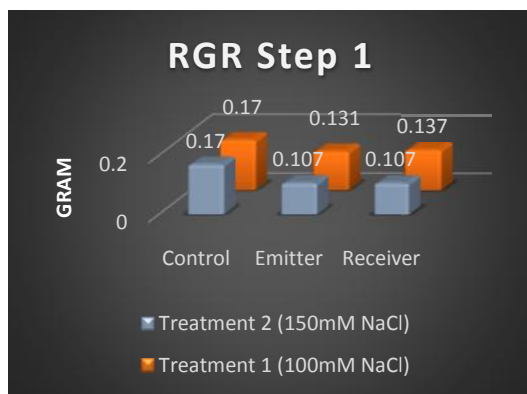 RGR Step 1
GRAM
0.2
0
0.17
0.131
0.137
0.17
0.107
0.107
Control Emitter Receiver
Treatment 2 (150mM NaCl)
Treatment 1 (100mM NaCl)